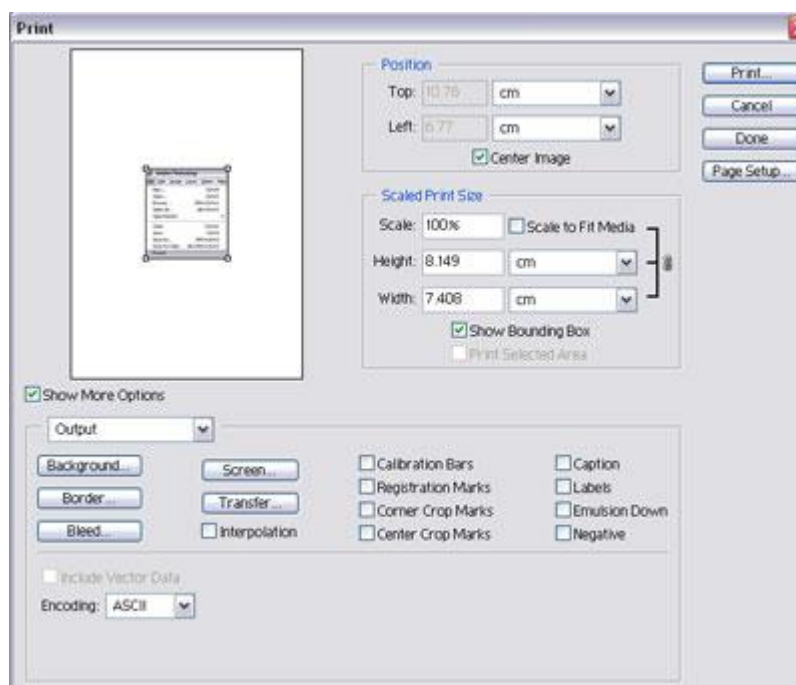 Print
Position
Top: 10.76 cm
Left: 6.77 cm
Center Image
Print...
Cancel
Done
Page Setup...
Scaled Print Size
Scale: 100% Scale to Fit Media
Height: 8.149 cm
Width: 7.408 cm
Show Bounding Box
Print Selected Area
Show More Options
Output
Background...
Border...
Bleed...
Screen...
Transfer...
Interpolation
Calibration Bars
Registration Marks
Corner Crop Marks
Center Crop Marks
Caption
Labels
Emulsion Down
Negative
Include Vector Data
Encoding: ASCII